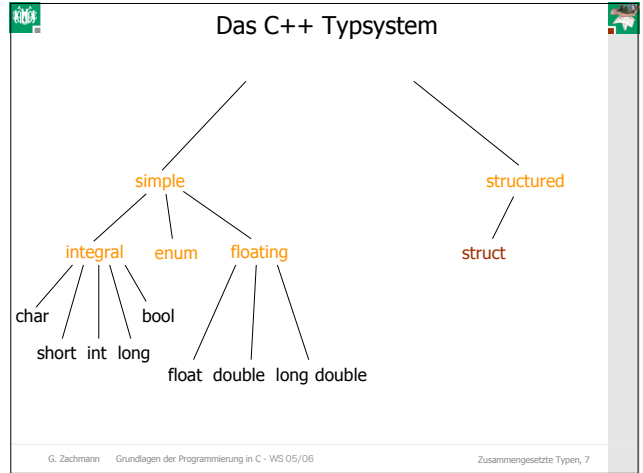 Das C++ Typsystem
simple structured
integral enum floating struct
char bool
short int long
float double long double
G. Zachmann Grundlagen der Programmierung in C - WS 05/06 Zusammengesetzte Typen, 7